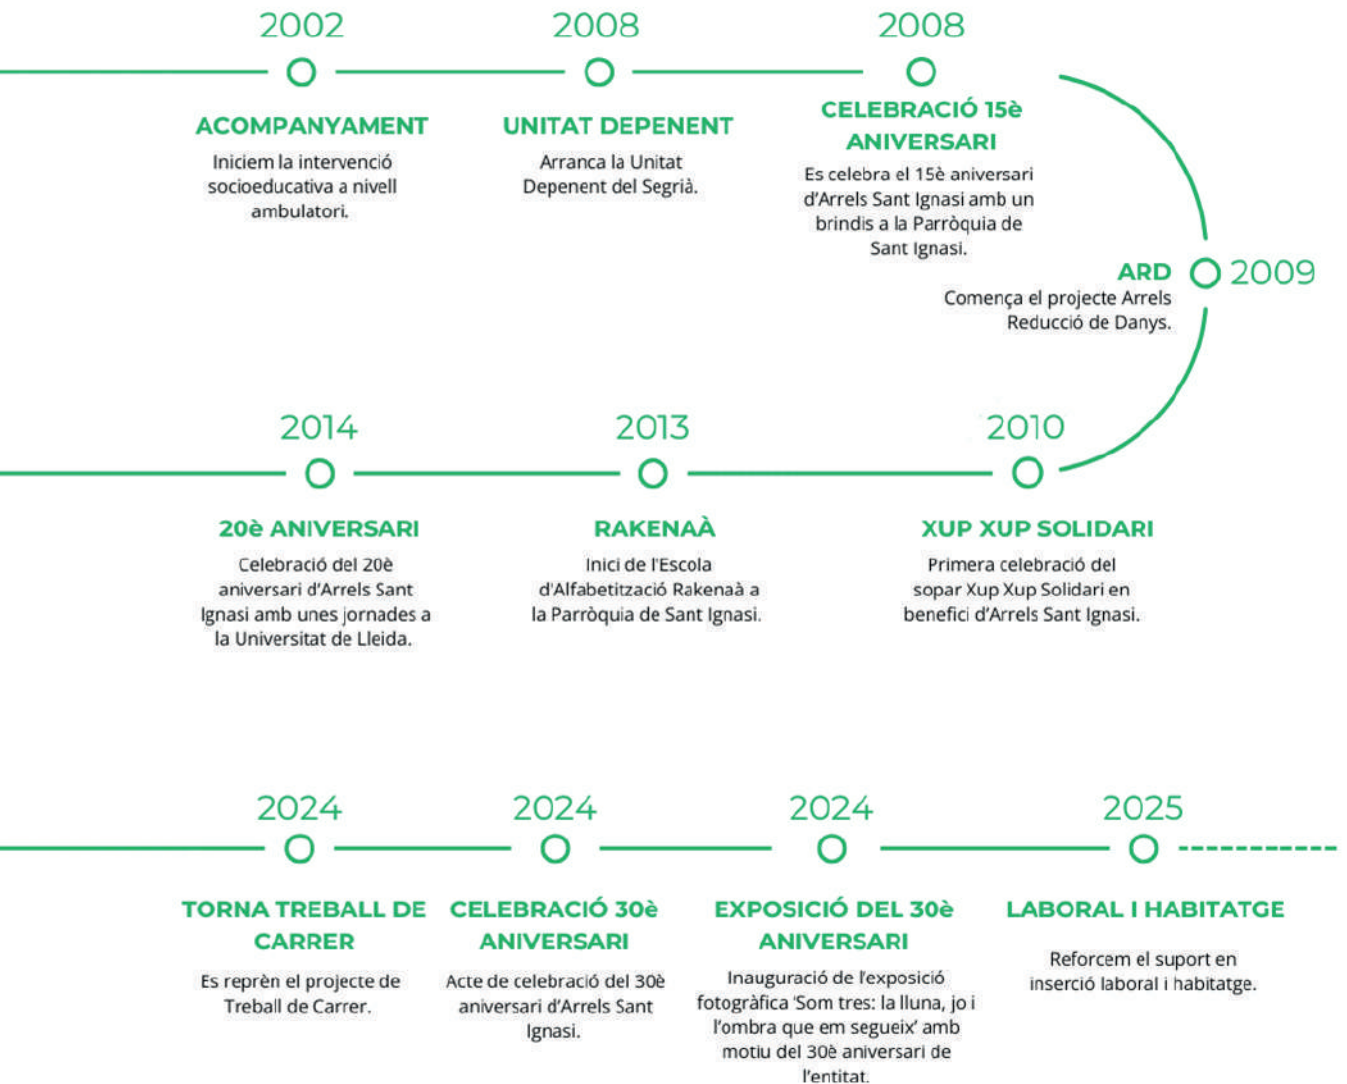 2002
ACOMPANYAMENT
Iniciem la intervenció
socioeducativa a nivell
ambulatori.
2008
UNITAT DEPENENT
Arranca la Unitat
Depenent del Segrià.
2008
CELEBRACIÓ 15è
ANIVERSARI
Es celebra el 15è aniversari
d'Arrels Sant Ignasi amb un
brindis a la Parròquia de
Sant Ignasi.
ARD 2009
Comença el projecte Arrels
Reducció de Danys.
2014
20è ANIVERSARI
Celebració del 20è
aniversari d'Arrels Sant
Ignasi amb unes jornades a
la Universitat de Lleida.
2013
RAKENAÀ
Inici de l'Escola
d'Alfabetització Rakenaà a
la Parròquia de Sant Ignasi.
2010
XUP XUP SOLIDARI
Primera celebració del
sopar Xup Xup Solidari en
benefici d'Arrels Sant Ignasi.
2024
TORNA TREBALL DE
CARRER
Es reprèn el projecte de
Treball de Carrer.
2024
CELEBRACIÓ 30è
ANIVERSARI
Acte de celebració del 30è
aniversari d'Arrels Sant
Ignasi.
2024
EXPOSICIÓ DEL 30è
ANIVERSARI
Inauguració de l'exposició
fotogràfica 'Som tres: la lluna, jo i
l'ombra que em segueix' amb
motiu del 30è aniversari de
l'entitat.
2025
LABORAL I HABITATGE
Reforcem el suport en
inserció laboral i habitatge.